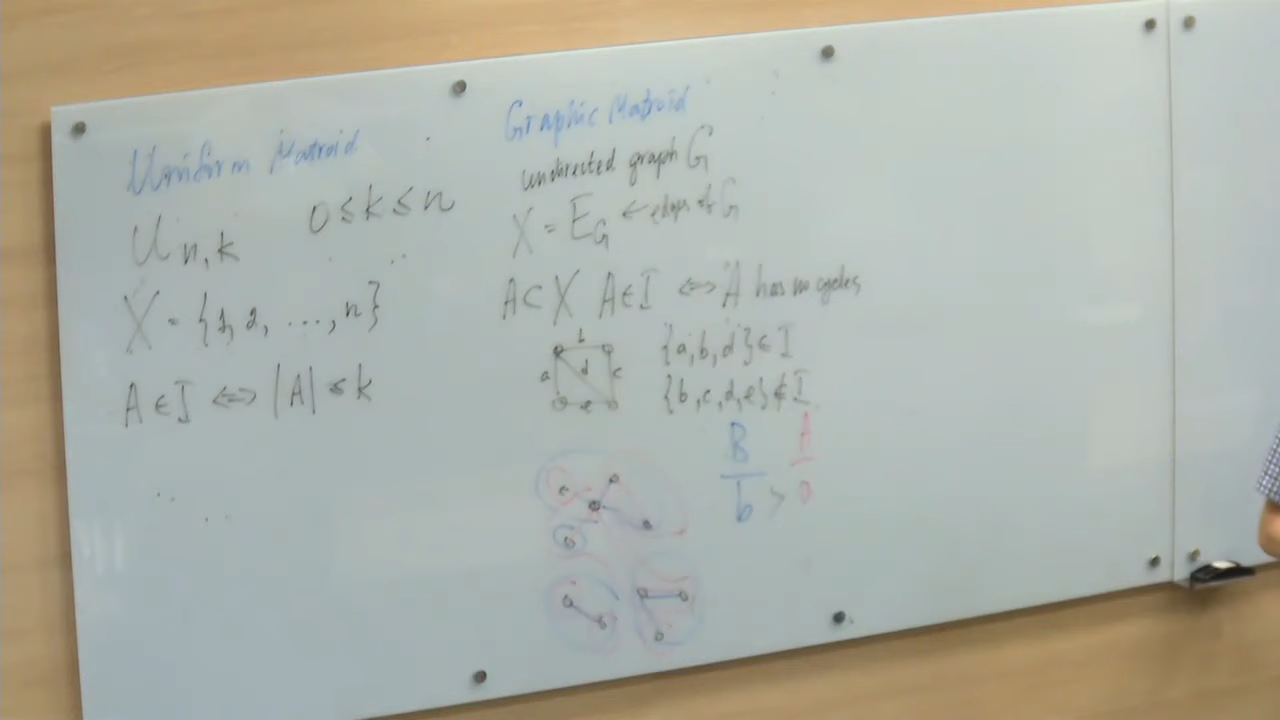 Uniform Matroid
U n,k 0 ≤ k ≤ n
X = {1, 2, ..., n}
A ∈ I ⟺ |A| ≤ k
Graphic Matroid
undirected graph G
X = E_G ← edges of G
A ⊂ X A ∈ I ⟺ A has no cycles
b
a d c
e
{a, b, d} ∈ I
{b, c, d, e} ∉ I
B A
b >